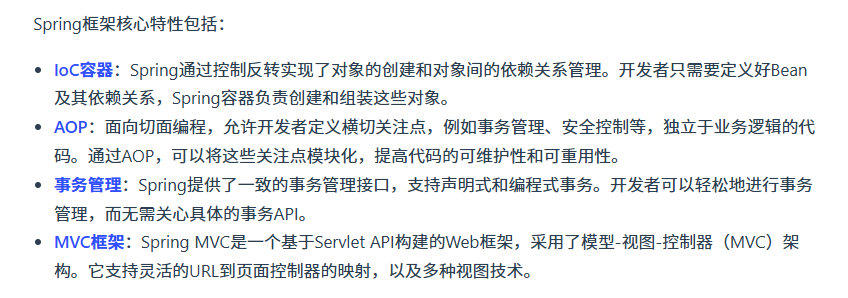 Spring框架核心特性包括：
IoC容器：Spring通过控制反转实现了对象的创建和对象间的依赖关系管理。开发者只需要定义好Bean
及其依赖关系，Spring容器负责创建和组装这些对象。
AOP：面向切面编程，允许开发者定义横切关注点，例如事务管理、安全控制等，独立于业务逻辑的代
码。通过AOP，可以将这些关注点模块化，提高代码的可维护性和可重用性。
事务管理：Spring提供了一致的事务管理接口，支持声明式和编程式事务。开发者可以轻松地进行事务
管理，而无需关心具体的事务API。
MVC框架：Spring MVC是一个基于Servlet API构建的Web框架，采用了模型-视图-控制器（MVC）架
构。它支持灵活的URL到页面控制器的映射，以及多种视图技术。